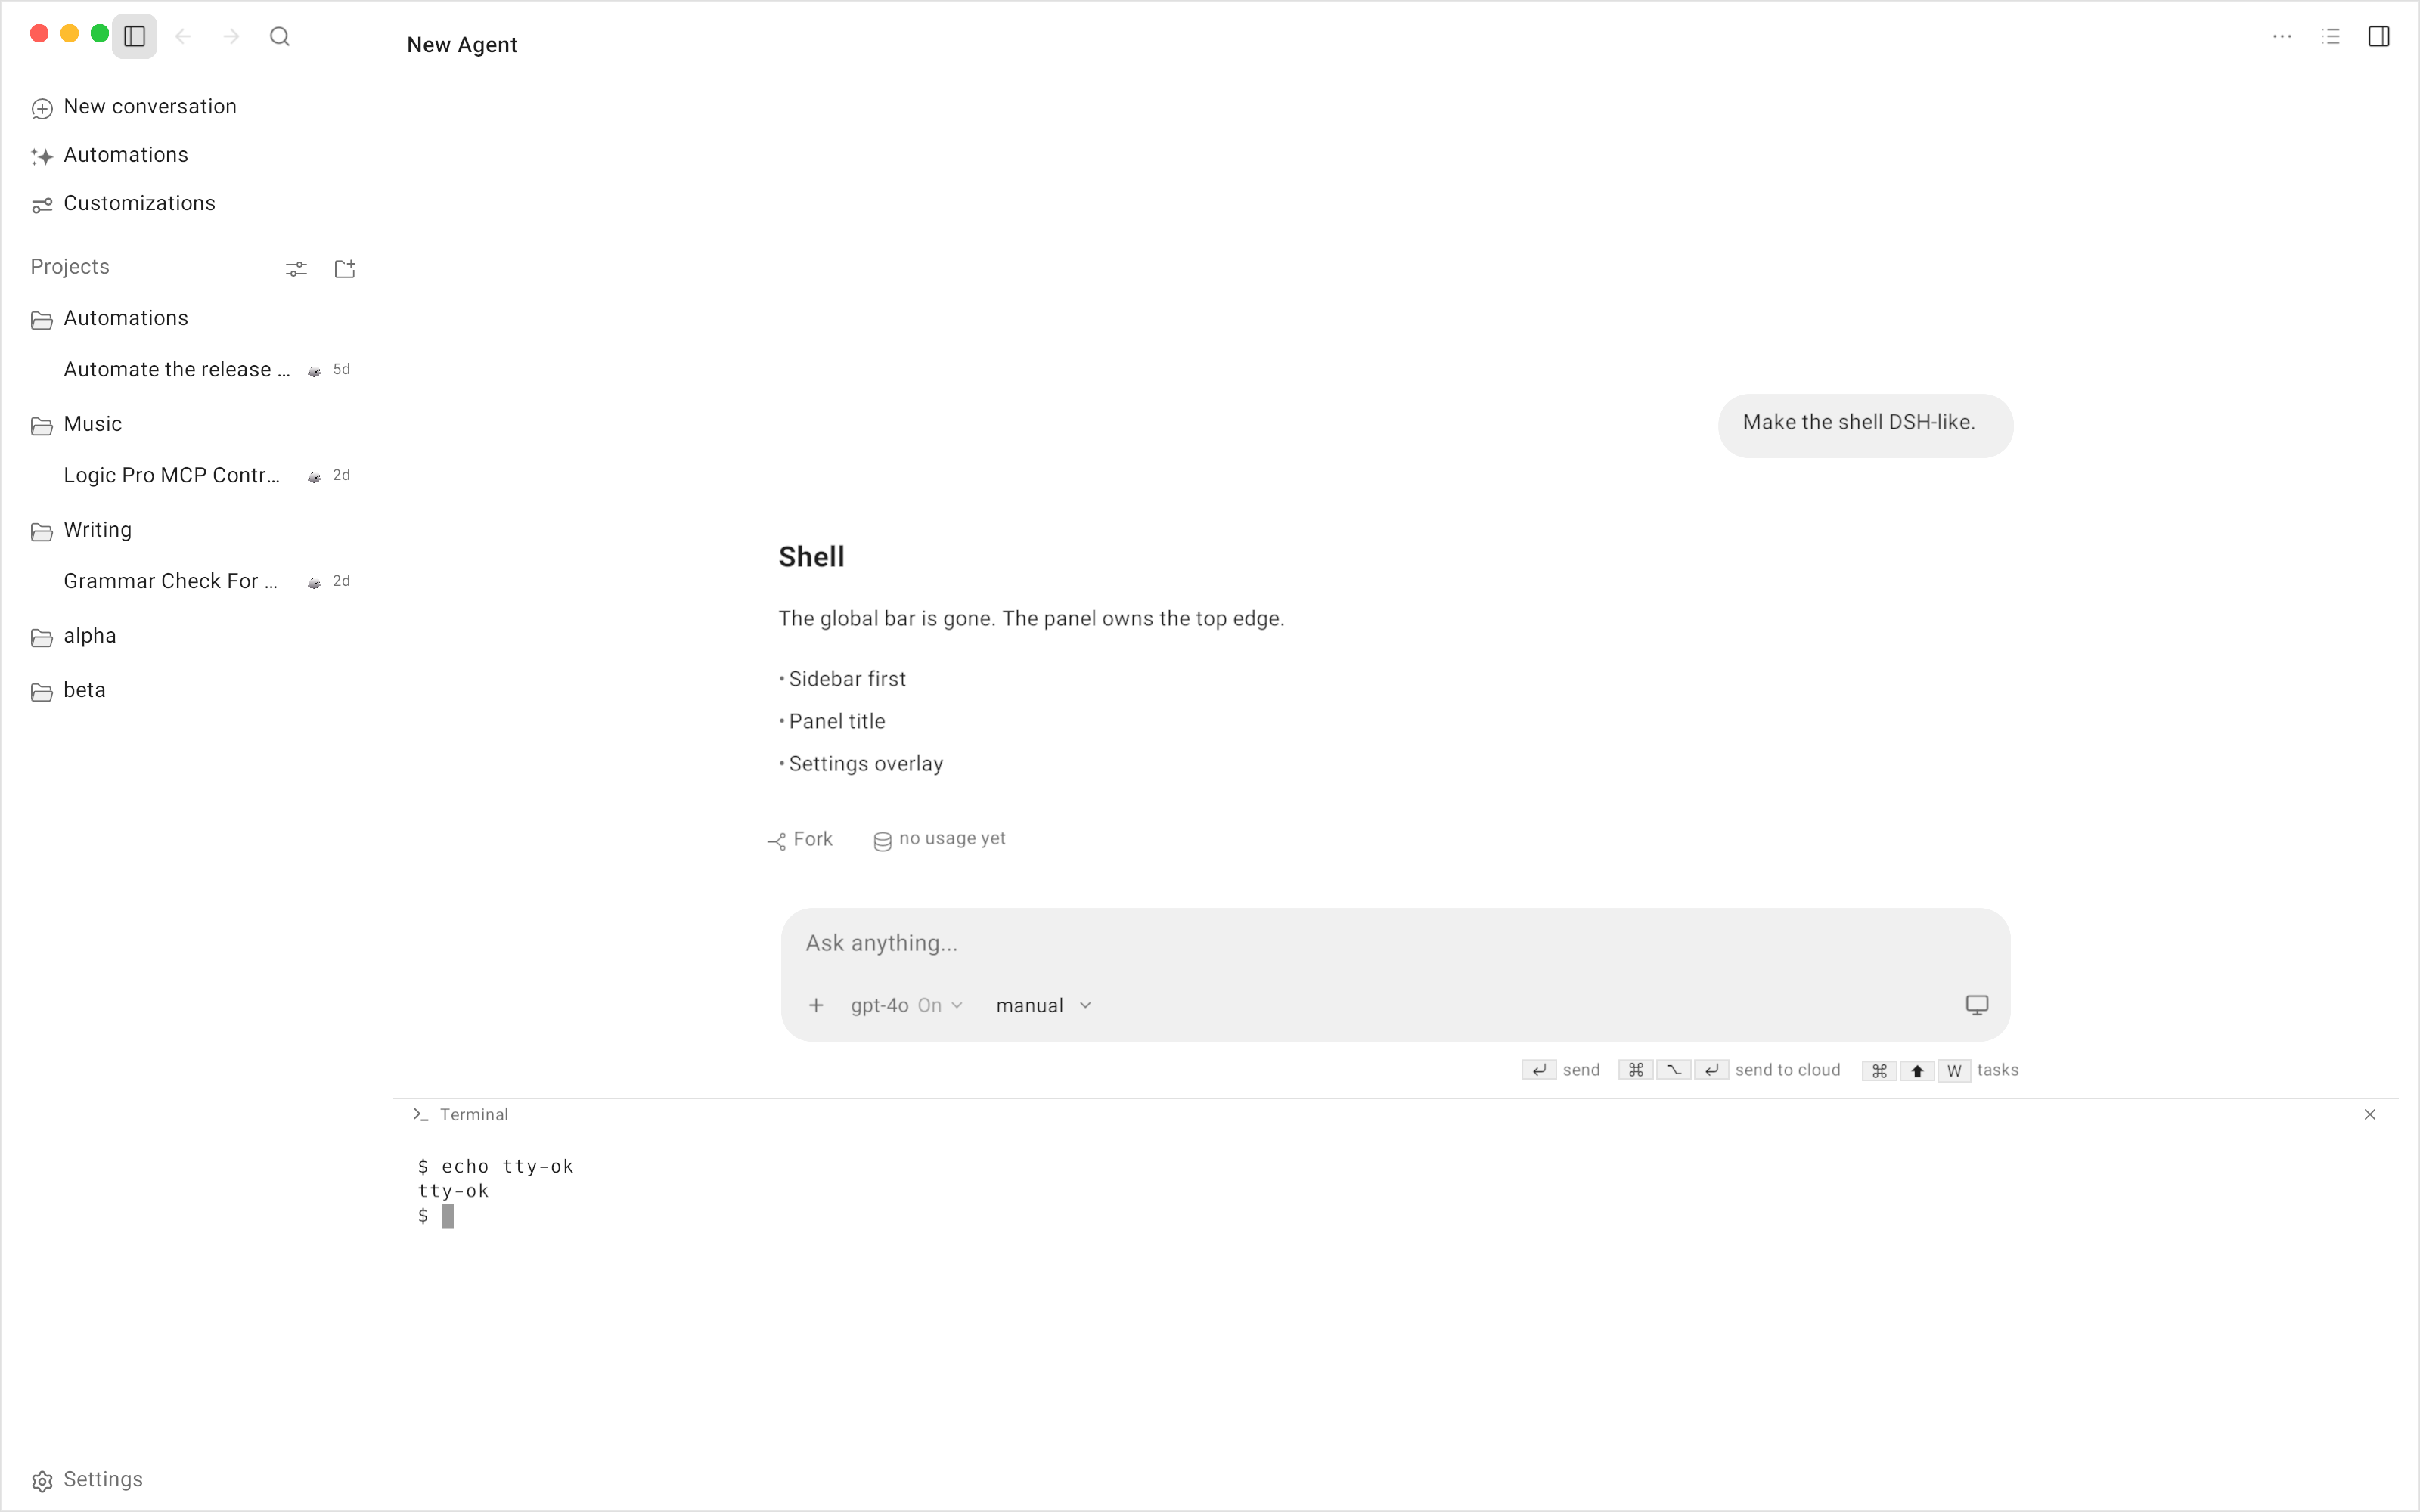 New Agent
New conversation
Automations
Customizations
Projects
Automations
Automate the release ... 5d
Music
Logic Pro MCP Contr... 2d
Writing
Grammar Check For ... 2d
alpha
beta
Settings
Make the shell DSH-like.
Shell
The global bar is gone. The panel owns the top edge.
• Sidebar first
• Panel title
• Settings overlay
Fork no usage yet
Ask anything...
gpt-4o On manual
↵ send ⌘ ⌥ ↵ send to cloud ⌘ ⬆ W tasks
Terminal
$ echo tty-ok
tty-ok
$